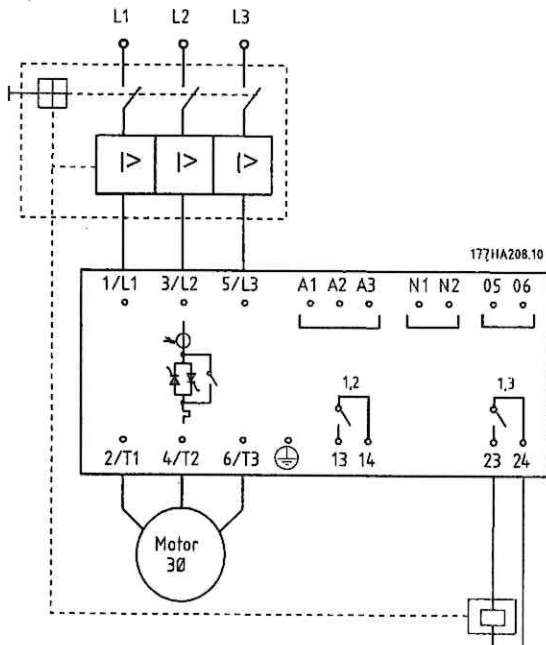 L1 L2 L3
I> I> I>
177HA208.10
1/L1 3/L2 5/L3 A1 A2 A3 N1 N2 05 06
1,2 1,3
2/T1 4/T2 6/T3 13 14 23 24
Motor
3Ø